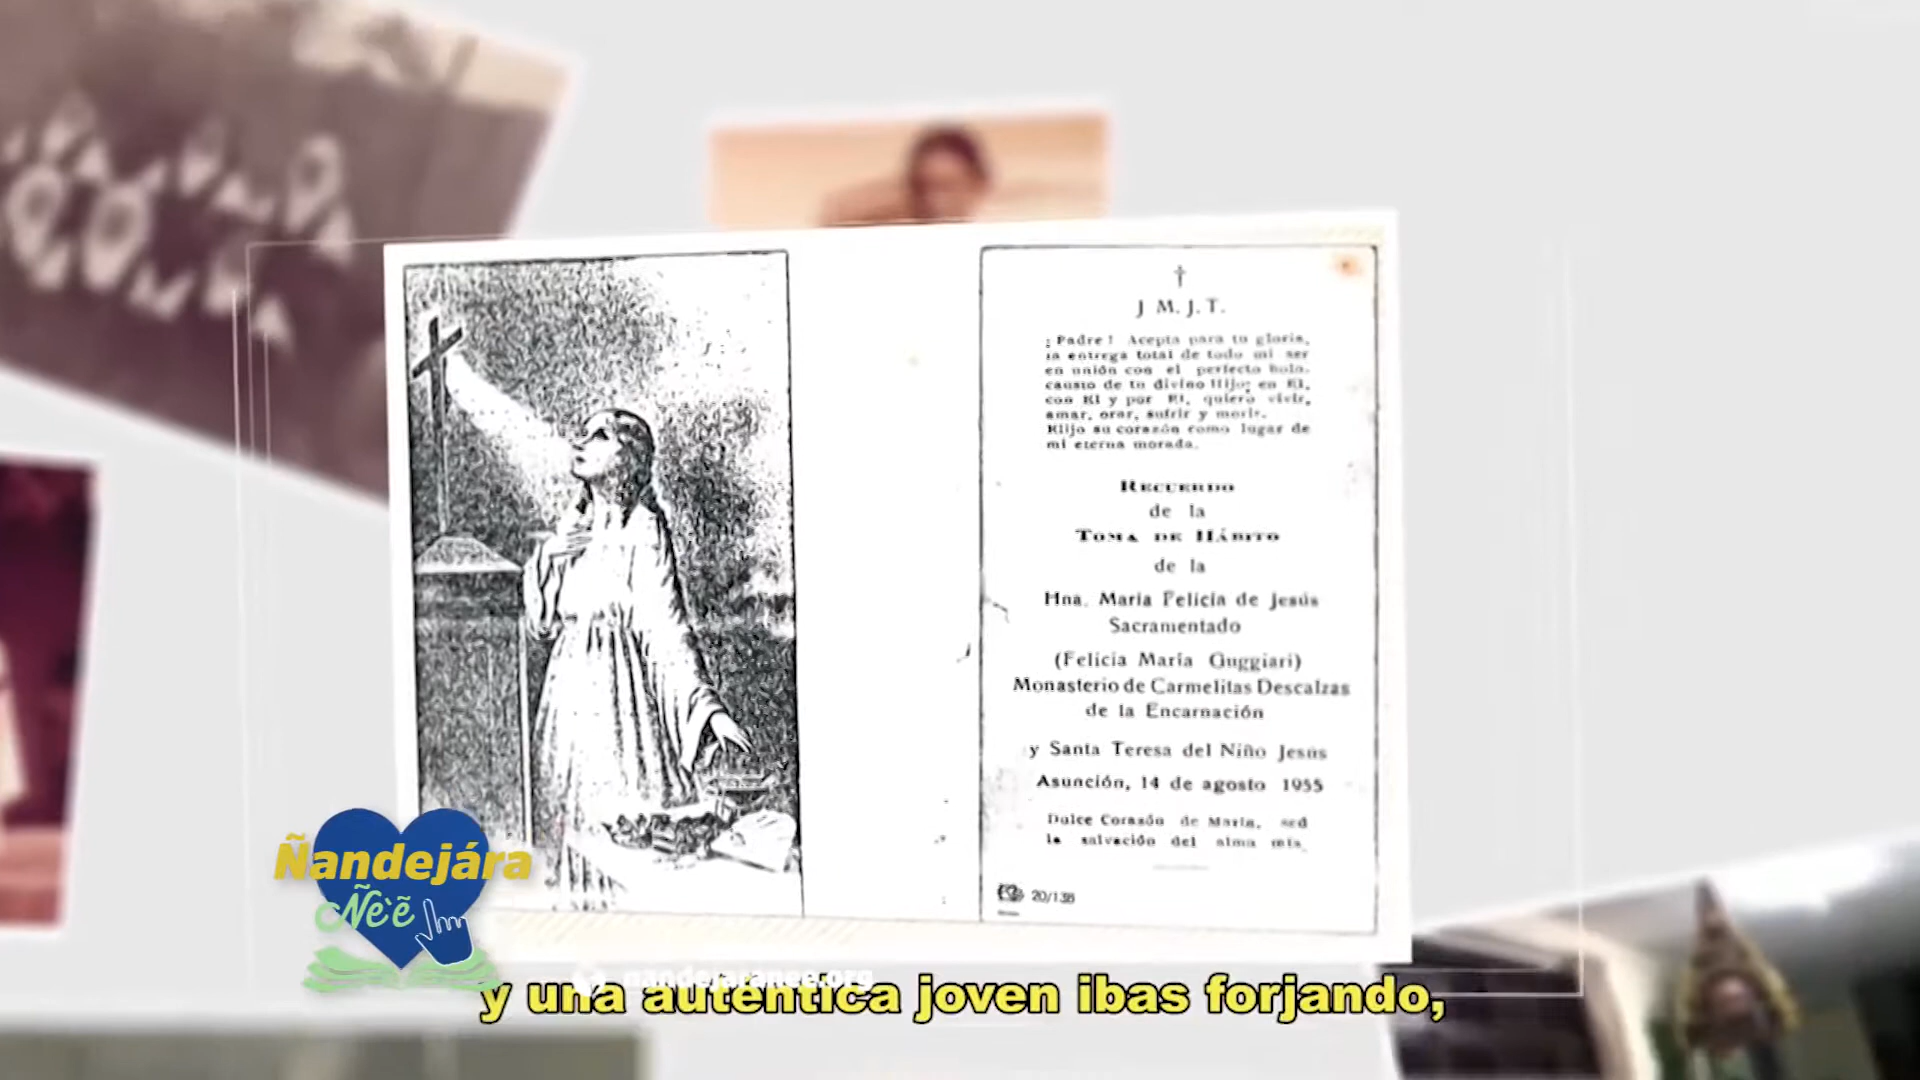 †
J M. J. T.
¡Padre! Acepta para tu gloria,
la entrega total de todo mi ser
en unión con el perfecto holo-
causto de tu divino Hijo; en El,
con El y por El, quiero vivir,
amar, orar, sufrir y morir.
Elijo su corazón como lugar de
mi eterna morada.
RECUERDO
de la
TOMA DE HÁBITO
de la
Hna. María Felicia de Jesús
Sacramentado
(Felicia María Guggiari)
Monasterio de Carmelitas Descalzas
de la Encarnación
y Santa Teresa del Niño Jesús
Asunción, 14 de agosto 1955
Dulce Corazón de María, sed
la salvación del alma mía.
20/138
Ñandejára
Ñe'ẽ
nandejaranee.org
y una auténtica joven ibas forjando,